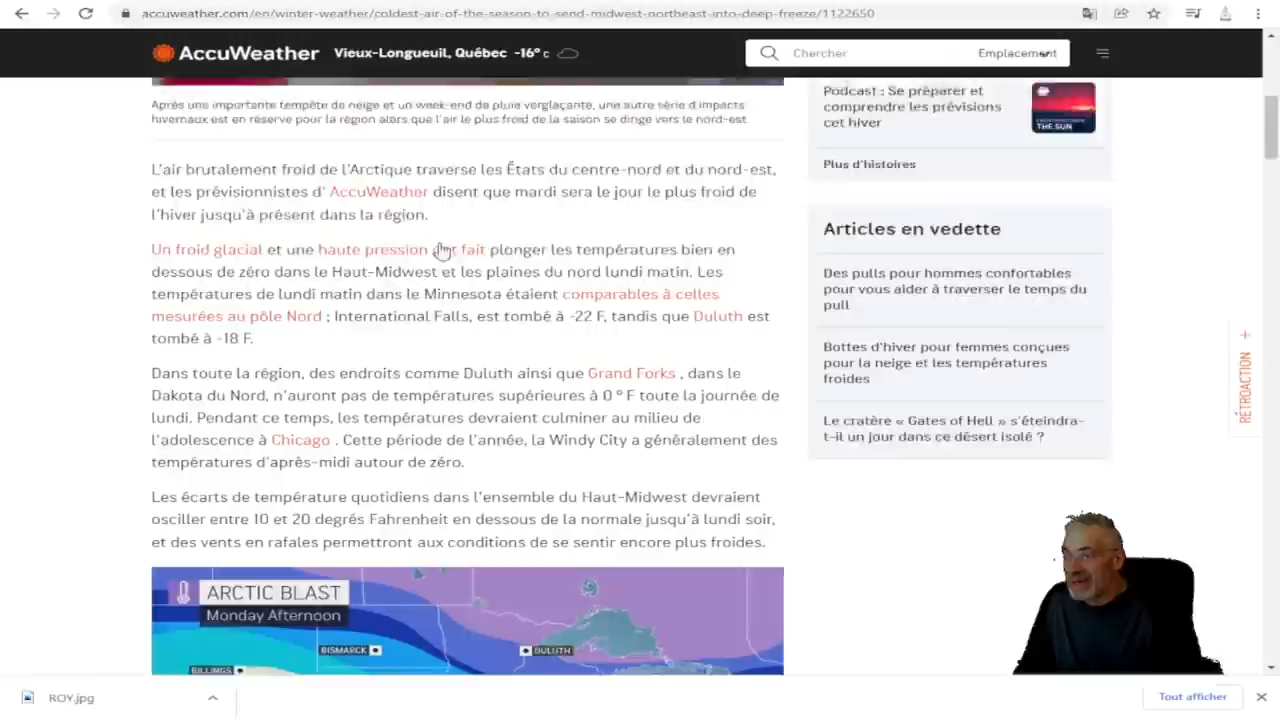 accuweather.com/en/winter-weather/coldest-air-of-the-season-to-send-midwest-northeast-into-deep-freeze/1122650
AccuWeather
Vieux-Longueuil, Québec -16° c
Chercher
Emplacement
Après une importante tempête de neige et un week-end de pluie verglaçante, une autre série d'impacts
hivernaux est en réserve pour la région alors que l'air le plus froid de la saison se dirige vers le nord-est.
L'air brutalement froid de l'Arctique traverse les États du centre-nord et du nord-est,
et les prévisionnistes d' AccuWeather disent que mardi sera le jour le plus froid de
l'hiver jusqu'à présent dans la région.
Un froid glacial et une haute pression ont fait plonger les températures bien en
dessous de zéro dans le Haut-Midwest et les plaines du nord lundi matin. Les
températures de lundi matin dans le Minnesota étaient comparables à celles
mesurées au pôle Nord ; International Falls, est tombé à -22 F, tandis que Duluth est
tombé à -18 F.
Dans toute la région, des endroits comme Duluth ainsi que Grand Forks , dans le
Dakota du Nord, n'auront pas de températures supérieures à 0 ° F toute la journée de
lundi. Pendant ce temps, les températures devraient culminer au milieu de
l'adolescence à Chicago . Cette période de l'année, la Windy City a généralement des
températures d'après-midi autour de zéro.
Les écarts de température quotidiens dans l'ensemble du Haut-Midwest devraient
osciller entre 10 et 20 degrés Fahrenheit en dessous de la normale jusqu'à lundi soir,
et des vents en rafales permettront aux conditions de se sentir encore plus froides.
ARCTIC BLAST
Monday Afternoon
BISMARCK
DULUTH
BILLINGS
Podcast : Se préparer et
comprendre les prévisions
cet hiver
THE SUN
Plus d'histoires
Articles en vedette
Des pulls pour hommes confortables
pour vous aider à traverser le temps du
pull
Bottes d'hiver pour femmes conçues
pour la neige et les températures
froides
Le cratère « Gates of Hell » s'éteindra-
t-il un jour dans ce désert isolé ?
RÉTROACTION +
ROY.jpg
Tout afficher